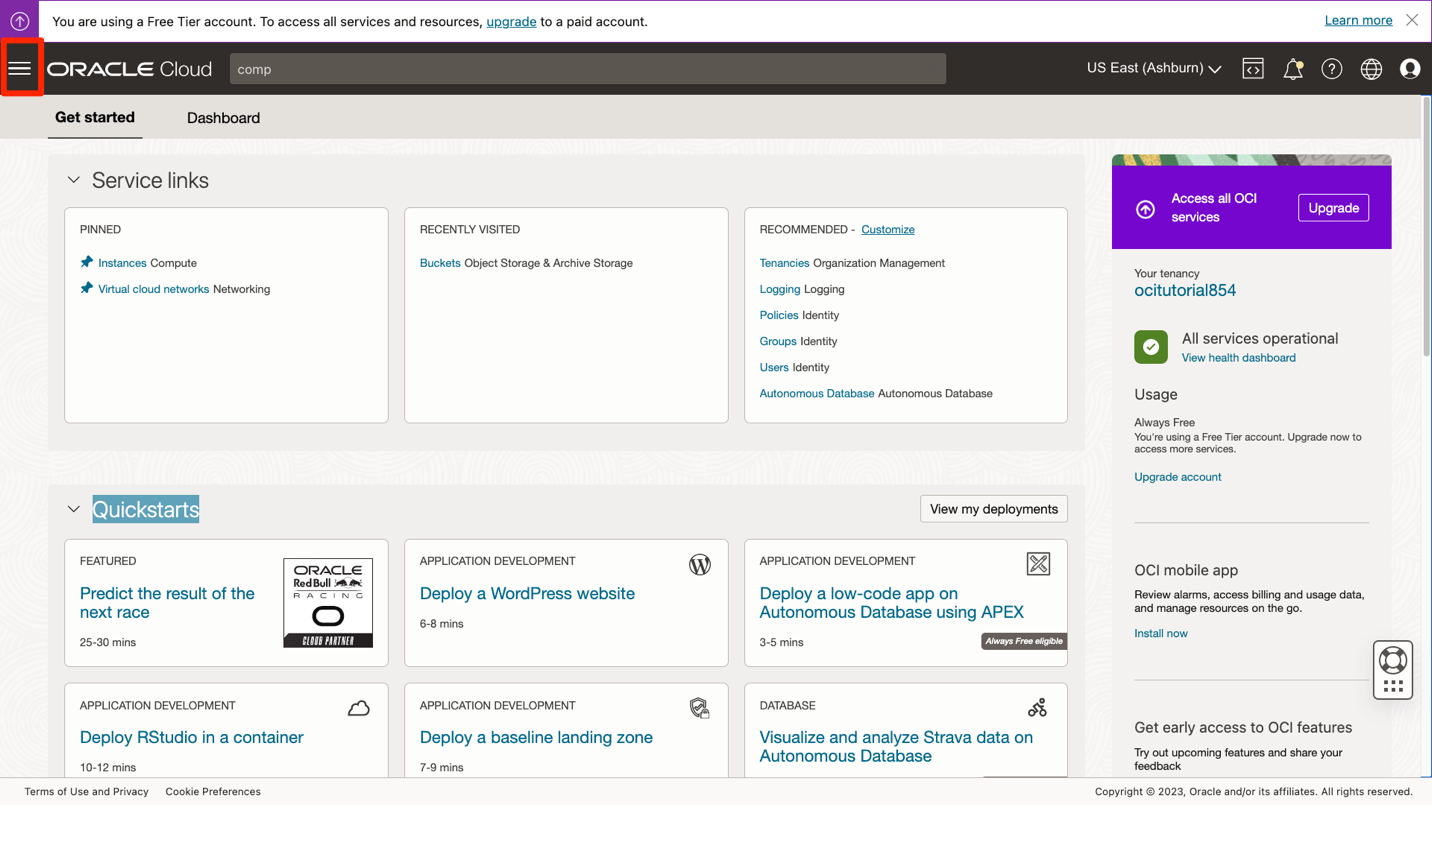 You are using a Free Tier account. To access all services and resources, upgrade to a paid account.
Learn more
ORACLE Cloud
comp
US East (Ashburn)
Get started
Dashboard
Service links
PINNED
Instances Compute
Virtual cloud networks Networking
RECENTLY VISITED
Buckets Object Storage & Archive Storage
RECOMMENDED - Customize
Tenancies Organization Management
Logging Logging
Policies Identity
Groups Identity
Users Identity
Autonomous Database Autonomous Database
Access all OCI
services
Upgrade
Your tenancy
ocitutorial854
All services operational
View health dashboard
Usage
Always Free
You're using a Free Tier account. Upgrade now to
access more services.
Upgrade account
Quickstarts
View my deployments
FEATURED
Predict the result of the
next race
25-30 mins
ORACLE
Red Bull
RACING
CLOUD PARTNER
APPLICATION DEVELOPMENT
Deploy a WordPress website
6-8 mins
APPLICATION DEVELOPMENT
Deploy a low-code app on
Autonomous Database using APEX
3-5 mins
Always Free eligible
APPLICATION DEVELOPMENT
Deploy RStudio in a container
10-12 mins
APPLICATION DEVELOPMENT
Deploy a baseline landing zone
7-9 mins
DATABASE
Visualize and analyze Strava data on
Autonomous Database
OCI mobile app
Review alarms, access billing and usage data,
and manage resources on the go.
Install now
Get early access to OCI features
Try out upcoming features and share your
feedback
Terms of Use and Privacy
Cookie Preferences
Copyright © 2023, Oracle and/or its affiliates. All rights reserved.